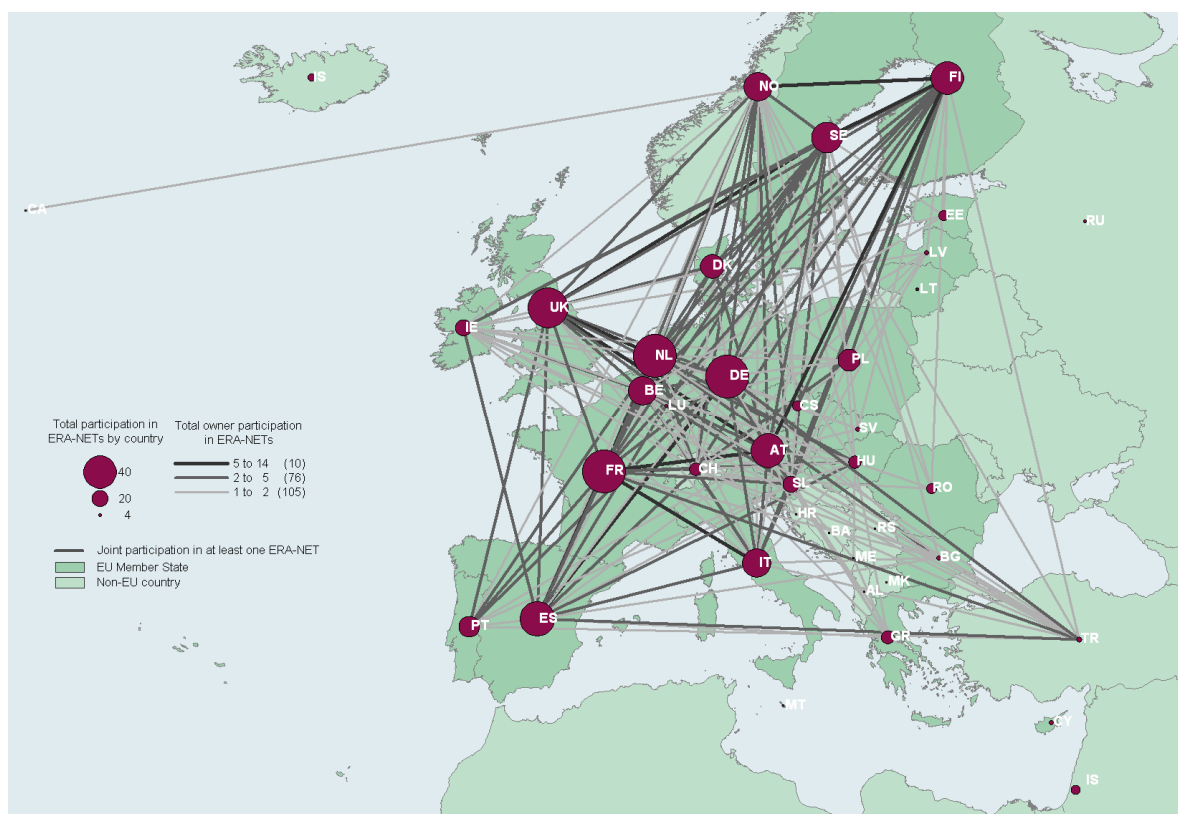 IS
NO
FI
SE
CA
EE
RU
LV
DK
LT
UK
IE
NL
PL
DE
BE
LU
CS
Total participation in
ERA-NETs by country
40
20
4
Total owner participation
in ERA-NETs
5 to 14 (10)
2 to 5 (76)
1 to 2 (105)
SV
AT
HU
FR
CH
SL
RO
HR
RS
BA
Joint participation in at least one ERA-NET
EU Member State
Non-EU country
ME
BG
IT
MK
AL
ES
PT
GR
TR
MT
CY
IS